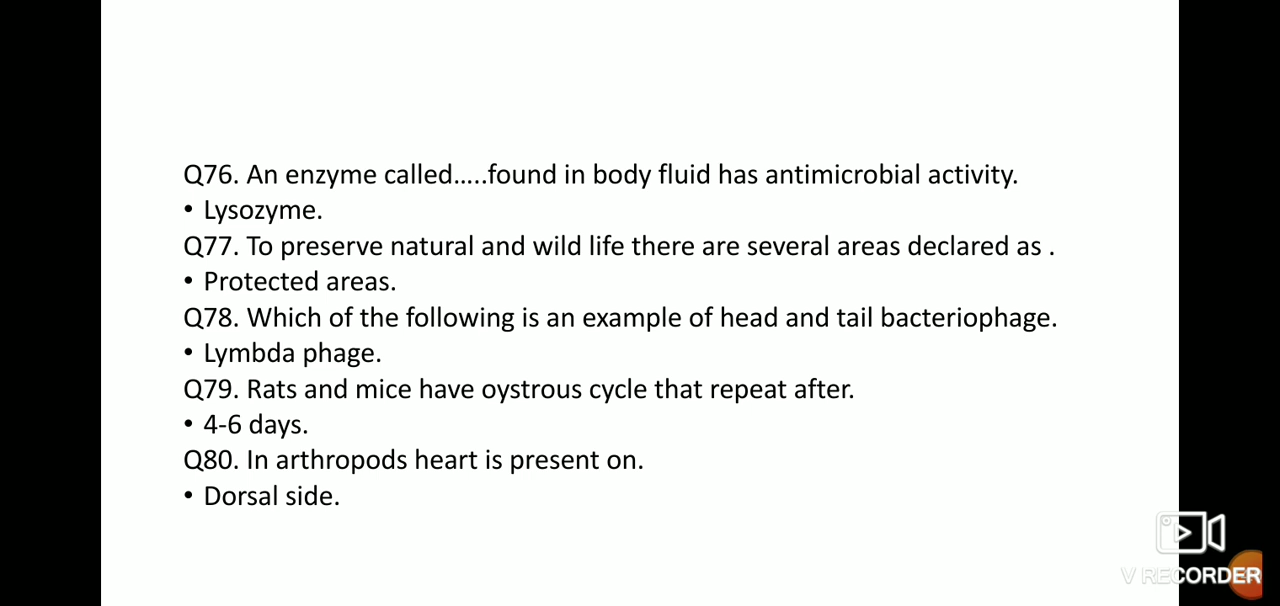 Q76. An enzyme called.....found in body fluid has antimicrobial activity.
• Lysozyme.
Q77. To preserve natural and wild life there are several areas declared as .
• Protected areas.
Q78. Which of the following is an example of head and tail bacteriophage.
• Lymbda phage.
Q79. Rats and mice have oystrous cycle that repeat after.
• 4-6 days.
Q80. In arthropods heart is present on.
• Dorsal side.
V RECORDER